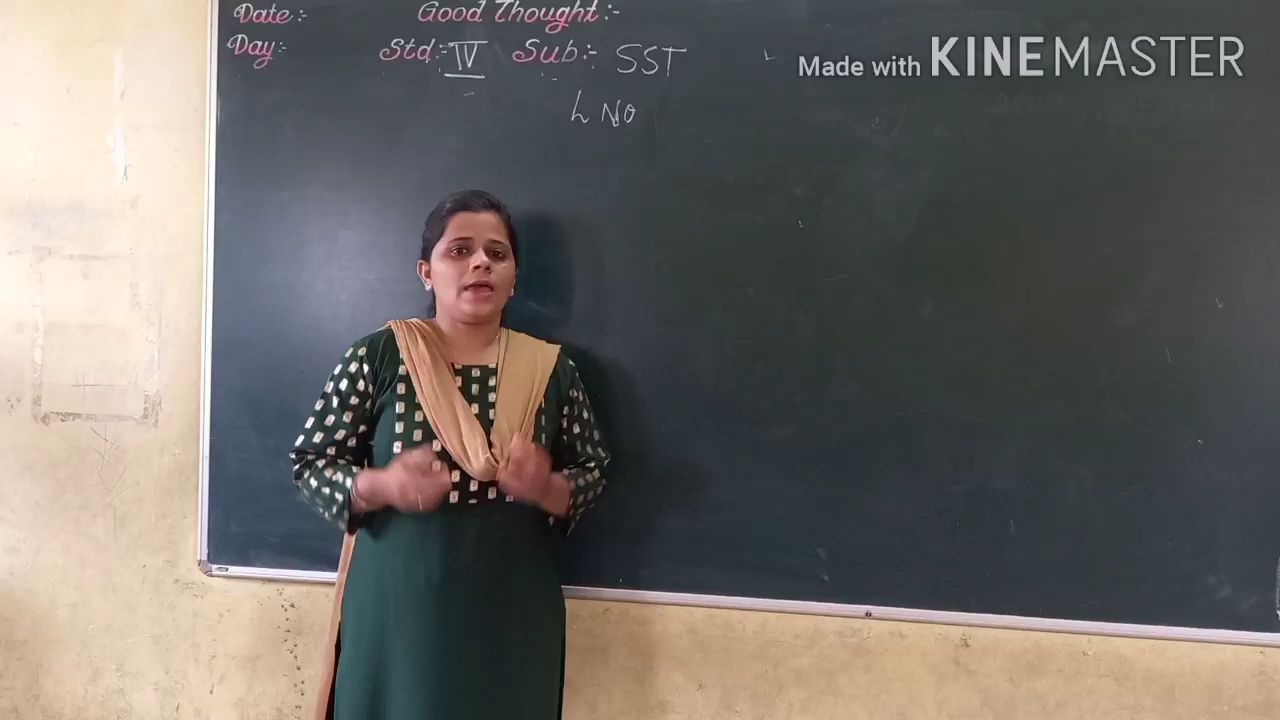 Date:- Good Thought:-
Day:- Std:- IV Sub:- SST
L NO
Made with KINEMASTER